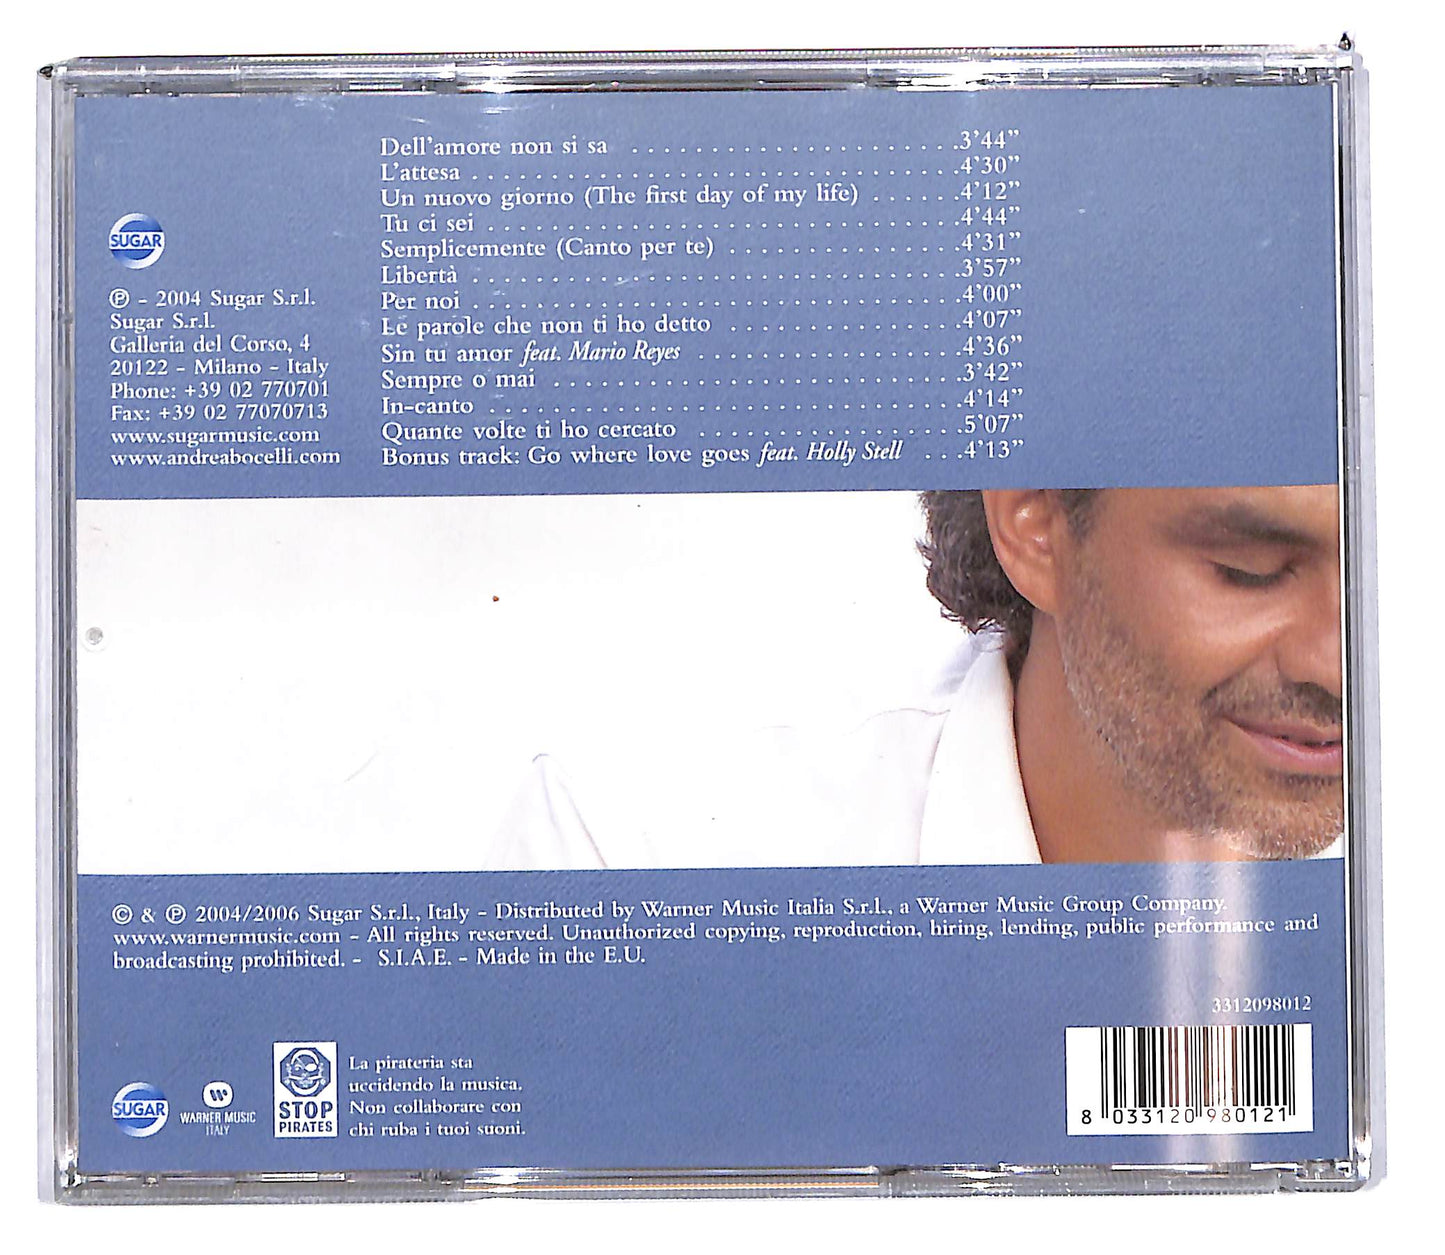 Dell'amore non si sa .....................3'44"
L'attesa ................................4'30"
Un nuovo giorno (The first day of my life) ......4'12"
Tu ci sei ...............................4'44"
Semplicemente (Canto per te) ...............4'31"
Libertà ................................3'57"
Per noi ................................4'00"
Le parole che non ti ho detto ...............4'07"
Sin tu amor feat. Mario Reyes .................4'36"
Sempre o mai ...........................3'42"
In-canto ...............................4'14"
Quante volte ti ho cercato .................5'07"
Bonus track: Go where love goes feat. Holly Stell ...4'13"
SUGAR
℗ - 2004 Sugar S.r.l.
Sugar S.r.l.
Galleria del Corso, 4
20122 - Milano - Italy
Phone: +39 02 770701
Fax: +39 02 77070713
www.sugarmusic.com
www.andreabocelli.com
© & ℗ 2004/2006 Sugar S.r.l., Italy - Distributed by Warner Music Italia S.r.l., a Warner Music Group Company.
www.warnermusic.com - All rights reserved. Unauthorized copying, reproduction, hiring, lending, public performance and
broadcasting prohibited. - S.I.A.E. - Made in the E.U.
3312098012
8 033120 980121
SUGAR
WARNER MUSIC
ITALY
STOP
PIRATES
La pirateria sta
uccidendo la musica.
Non collaborare con
chi ruba i tuoi suoni.